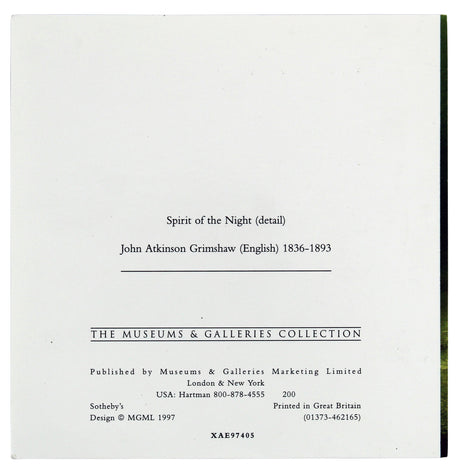 Spirit of the Night (detail)
John Atkinson Grimshaw (English) 1836-1893
THE MUSEUMS & GALLERIES COLLECTION
Published by Museums & Galleries Marketing Limited
London & New York
USA: Hartman 800-878-4555 200
Sotheby's Printed in Great Britain
Design © MGML 1997 (01373-462165)
XAE97405